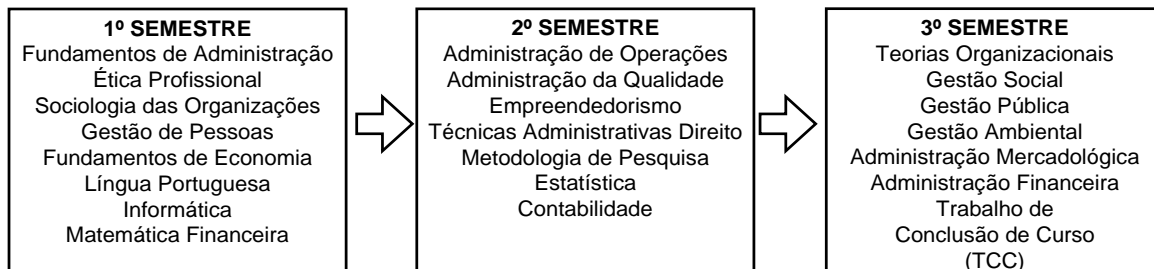 1º SEMESTRE
Fundamentos de Administração
Ética Profissional
Sociologia das Organizações
Gestão de Pessoas
Fundamentos de Economia
Língua Portuguesa
Informática
Matemática Financeira
2º SEMESTRE
Administração de Operações
Administração da Qualidade
Empreendedorismo
Técnicas Administrativas Direito
Metodologia de Pesquisa
Estatística
Contabilidade
3º SEMESTRE
Teorias Organizacionais
Gestão Social
Gestão Pública
Gestão Ambiental
Administração Mercadológica
Administração Financeira
Trabalho de
Conclusão de Curso
(TCC)